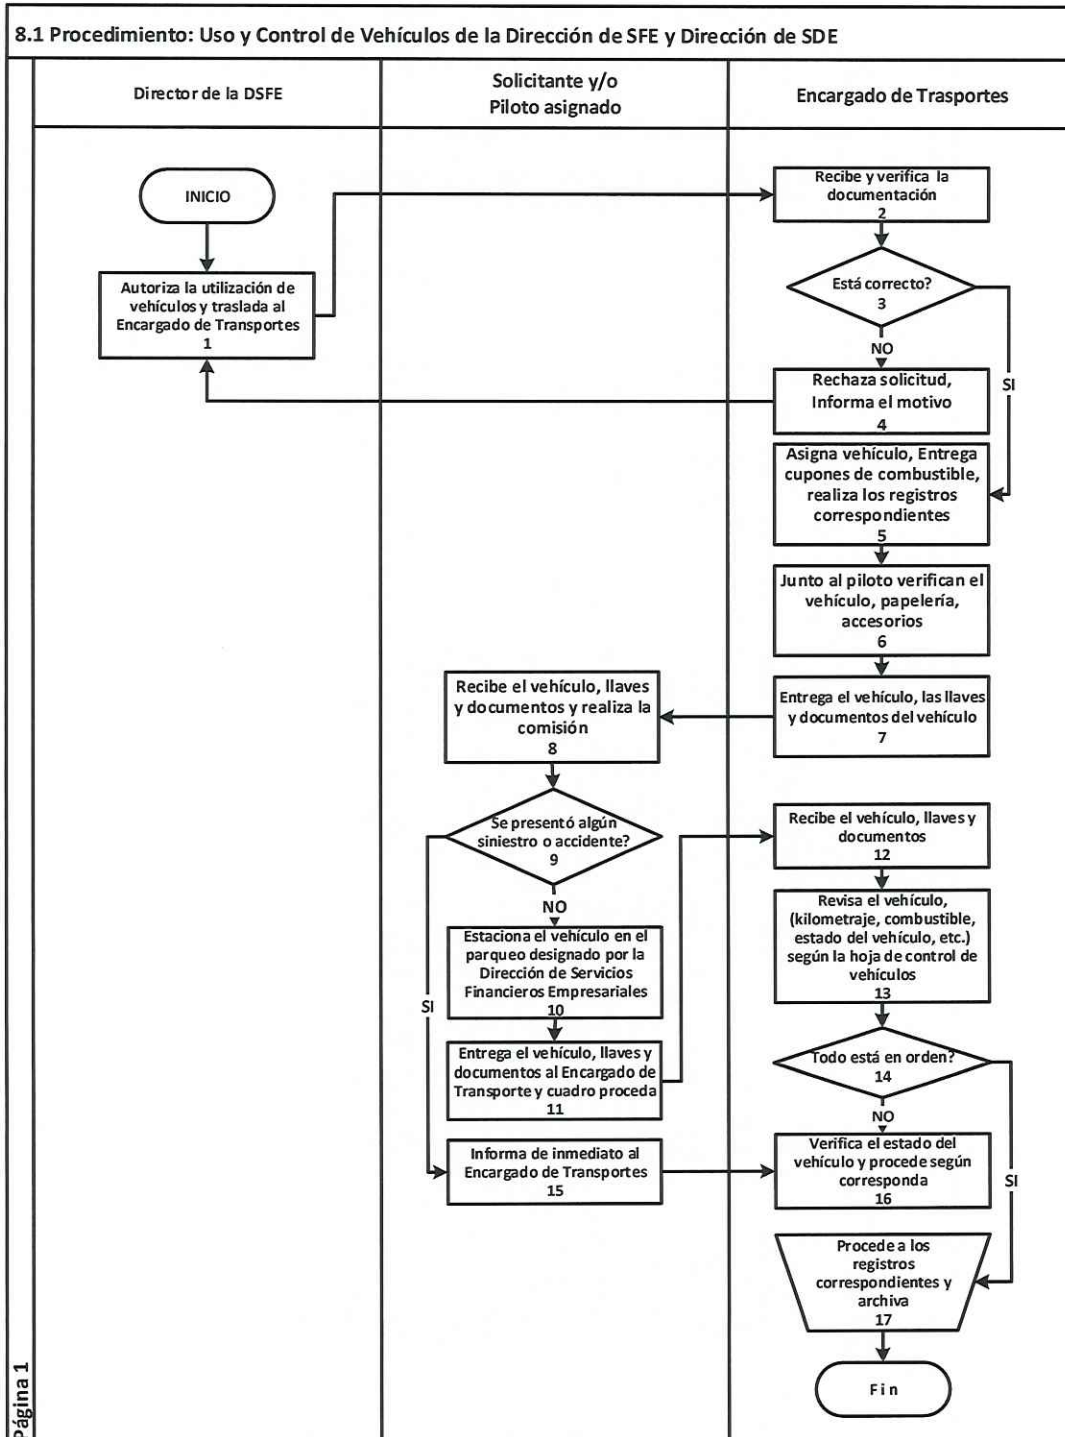 8.1 Procedimiento: Uso y Control de Vehículos de la Dirección de SFE y Dirección de SDE
Director de la DSFE
Solicitante y/o
Piloto asignado
Encargado de Trasportes
INICIO
Autoriza la utilización de
vehículos y traslada al
Encargado de Transportes
1
Recibe y verifica la
documentación
2
Está correcto?
3
NO
SI
Rechaza solicitud,
Informa el motivo
4
Asigna vehículo, Entrega
cupones de combustible,
realiza los registros
correspondientes
5
Junto al piloto verifican el
vehículo, papelería,
accesorios
6
Entrega el vehículo, las llaves
y documentos del vehículo
7
Recibe el vehículo, llaves
y documentos y realiza la
comisión
8
Se presentó algún
siniestro o accidente?
9
NO
SI
Estaciona el vehículo en el
parqueo designado por la
Dirección de Servicios
Financieros Empresariales
10
Entrega el vehículo, llaves y
documentos al Encargado de
Transporte y cuadro proceda
11
Recibe el vehículo, llaves y
documentos
12
Revisa el vehículo,
(kilometraje, combustible,
estado del vehículo, etc.)
según la hoja de control de
vehículos
13
Todo está en orden?
14
NO
SI
Informa de inmediato al
Encargado de Transportes
15
Verifica el estado del
vehículo y procede según
corresponda
16
Procede a los
registros
correspondientes y
archiva
17
Fin
Página 1